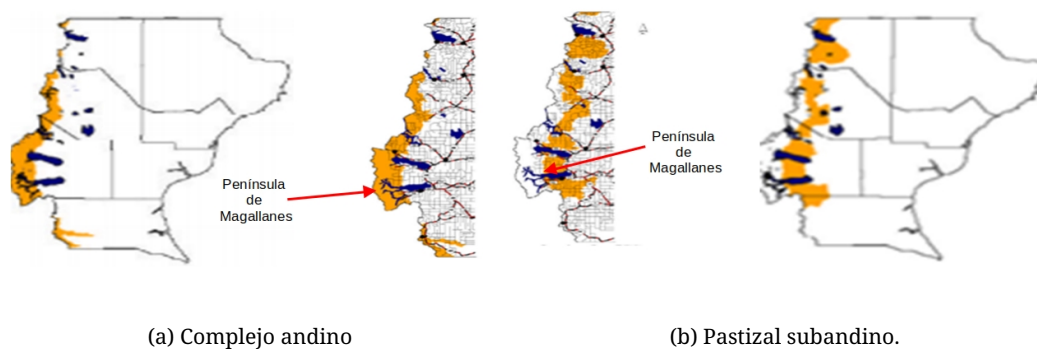 Península
de
Magallanes
Península
de
Magallanes
(a) Complejo andino
(b) Pastizal subandino.